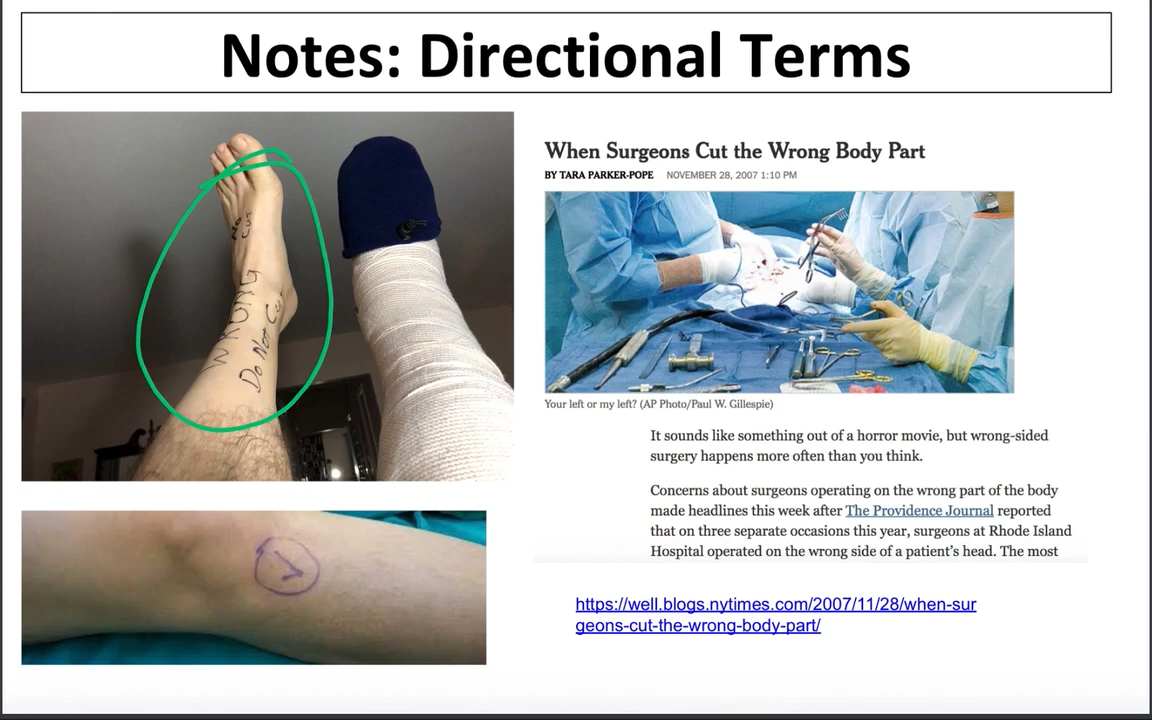 Notes: Directional Terms
No
Cut
WRONG
Do Not Cut
When Surgeons Cut the Wrong Body Part
BY TARA PARKER-POPE NOVEMBER 28, 2007 1:10 PM
Your left or my left? (AP Photo/Paul W. Gillespie)
It sounds like something out of a horror movie, but wrong-sided
surgery happens more often than you think.
Concerns about surgeons operating on the wrong part of the body
made headlines this week after The Providence Journal reported
that on three separate occasions this year, surgeons at Rhode Island
Hospital operated on the wrong side of a patient's head. The most
https://well.blogs.nytimes.com/2007/11/28/when-sur
geons-cut-the-wrong-body-part/